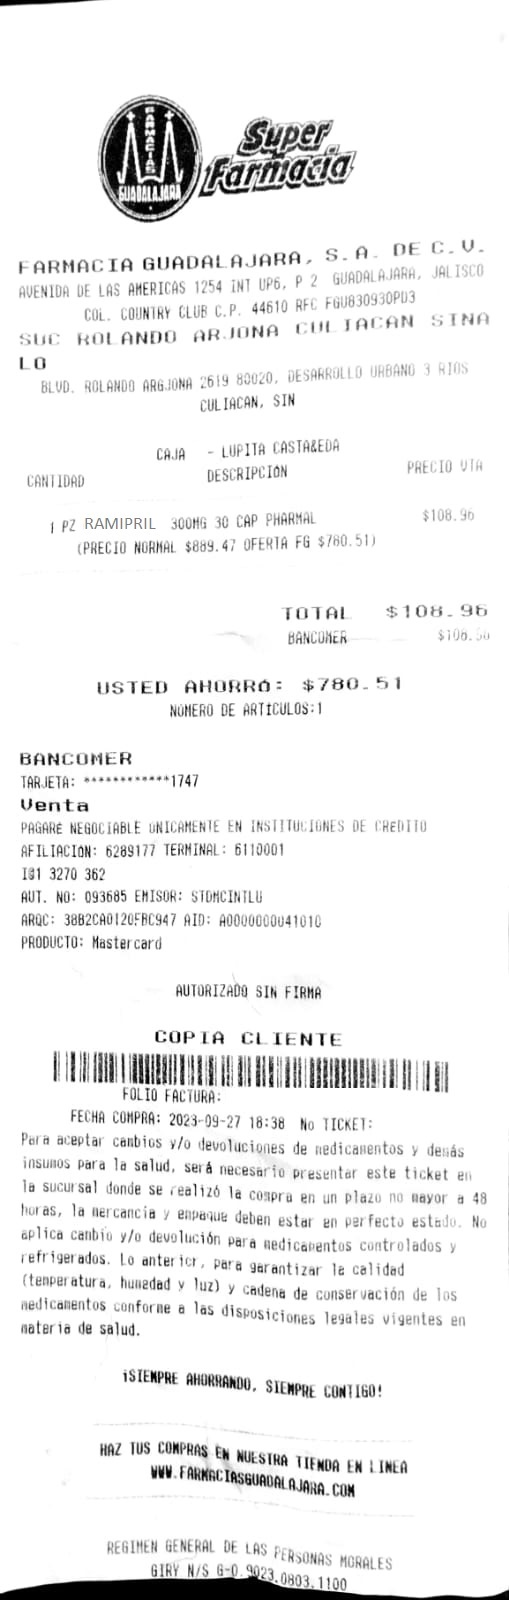 FARMACIAS
GUADALAJARA
Super
Farmacia
FARMACIA GUADALAJARA, S.A. DE C.V.
AVENIDA DE LAS AMERICAS 1254 INT UP6, P 2 GUADALAJARA, JALISCO
COL. COUNTRY CLUB C.P. 44610 RFC FGU830930PD3
SUC ROLANDO ARJONA CULIACAN SINA
LO
BLVD. ROLANDO ARGJONA 2619 80020, DESARROLLO URBANO 3 RIOS
CULIACAN, SIN
CAJA - LUPITA CASTA&EDA
CANTIDAD DESCRIPCIÓN PRECIO VTA
1 PZ RAMIPRIL 300MG 30 CAP PHARMAL $108.96
(PRECIO NORMAL $889.47 OFERTA FG $780.51)
TOTAL $108.96
BANCOMER $108.96
USTED AHORRÓ: $780.51
NÚMERO DE ARTÍCULOS:1
BANCOMER
TARJETA: ************1747
Venta
PAGARÉ NEGOCIABLE ÚNICAMENTE EN INSTITUCIONES DE CRÉDITO
AFILIACIÓN: 6289177 TERMINAL: 6110001
I@1 3270 362
AUT. NO: 093685 EMISOR: STDMCINTLU
ARQC: 38B2CA0120FBC947 AID: A0000000041010
PRODUCTO: Mastercard
AUTORIZADO SIN FIRMA
COPIA CLIENTE
FOLIO FACTURA:
FECHA COMPRA: 2023-09-27 18:38 No TICKET:
Para aceptar cambios y/o devoluciones de medicamentos y demás
insumos para la salud, será necesario presentar este ticket en
la sucursal donde se realizó la compra en un plazo no mayor a 48
horas, la mercancía y empaque deben estar en perfecto estado. No
aplica cambio y/o devolución para medicamentos controlados y
refrigerados. Lo anterior, para garantizar la calidad
(temperatura, humedad y luz) y cadena de conservación de los
medicamentos conforme a las disposiciones legales vigentes en
materia de salud.
¡SIEMPRE AHORRANDO, SIEMPRE CONTIGO!
HAZ TUS COMPRAS EN NUESTRA TIENDA EN LINEA
WWW.FARMACIASGUADALAJARA.COM
REGIMEN GENERAL DE LAS PERSONAS MORALES
GIRY N/S G-0.9023.0803.1100